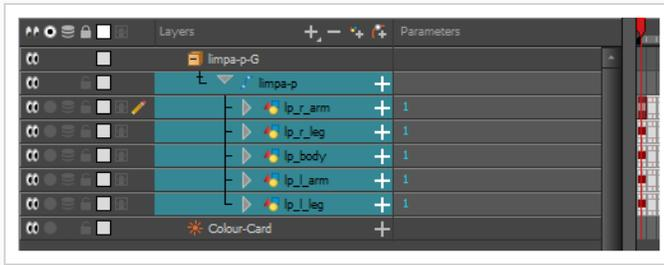 Layers Parameters
limpa-p-G
limpa-p
lp_r_arm 1
lp_r_leg 1
lp_body 1
lp_l_arm 1
lp_l_leg 1
Colour-Card